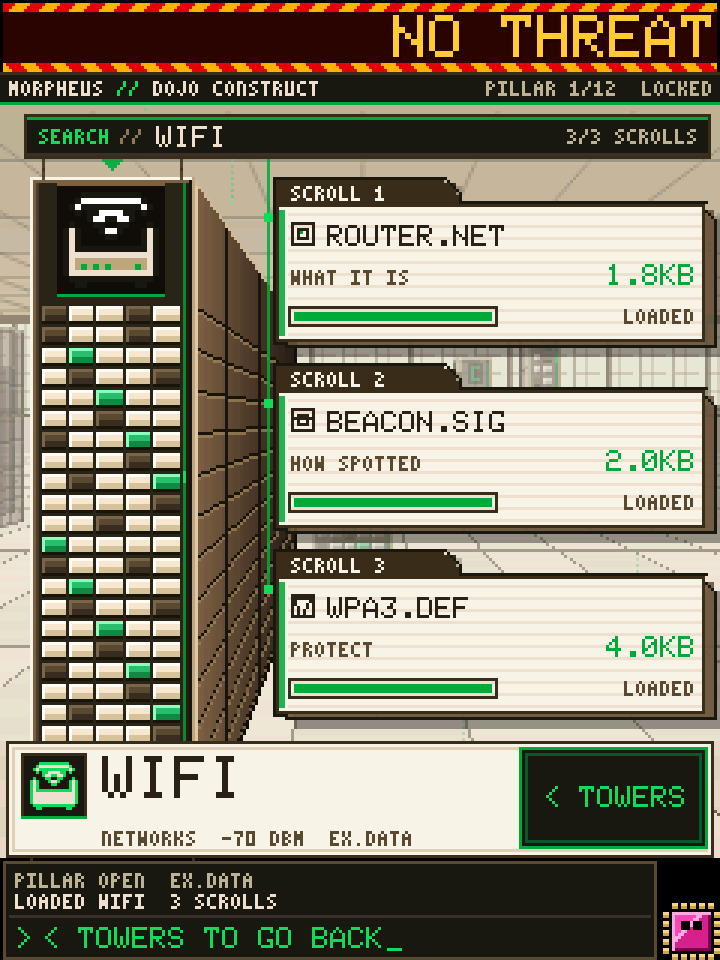 NO THREAT
MORPHEUS // DOJO CONSTRUCT PILLAR 1/12 LOCKED
SEARCH // WIFI 3/3 SCROLLS
SCROLL 1
ROUTER.NET
WHAT IT IS 1.8KB
LOADED
SCROLL 2
BEACON.SIG
HOW SPOTTED 2.0KB
LOADED
SCROLL 3
WPA3.DEF
PROTECT 4.0KB
LOADED
WIFI
< TOWERS
NETWORKS -70 DBM EX.DATA
PILLAR OPEN EX.DATA
LOADED WIFI 3 SCROLLS
> < TOWERS TO GO BACK_